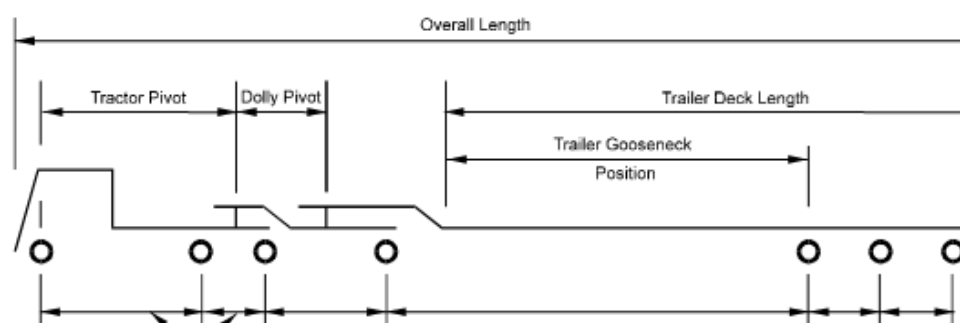 Overall Length
Tractor Pivot
Dolly Pivot
Trailer Deck Length
Trailer Gooseneck
Position